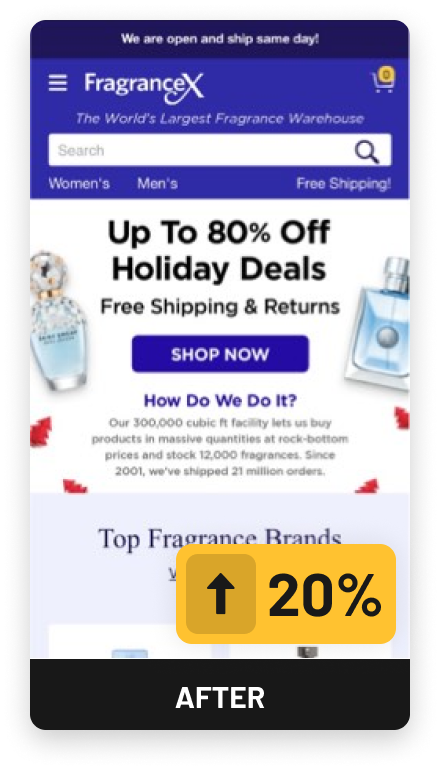 We are open and ship same day!
FragranceX
0
The World's Largest Fragrance Warehouse
Search
Women's Men's Free Shipping!
Up To 80% Off
Holiday Deals
Free Shipping & Returns
SHOP NOW
How Do We Do It?
Our 300,000 cubic ft facility lets us buy
products in massive quantities at rock-bottom
prices and stock 12,000 fragrances. Since
2001, we've shipped 21 million orders.
Top Fragrance Brands
20%
AFTER